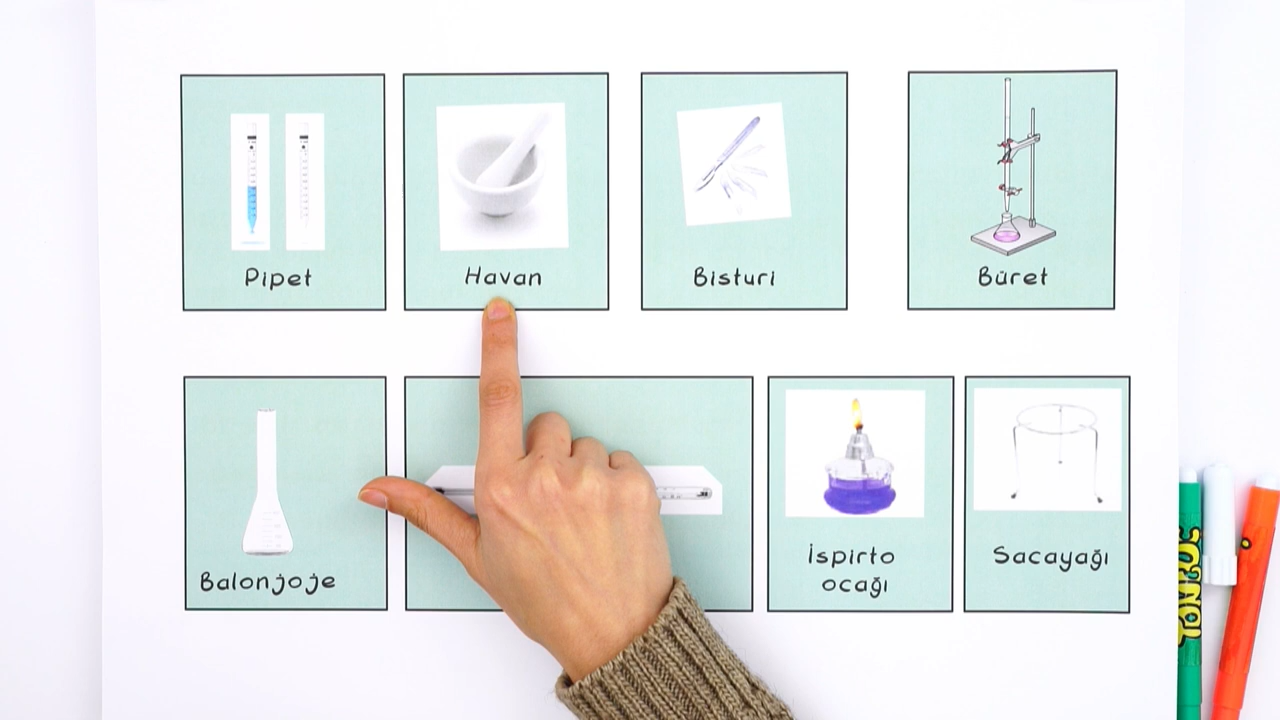 Pipet
Havan
Bisturi
Büret
Balonjoje
İspirto
ocağı
Sacayağı